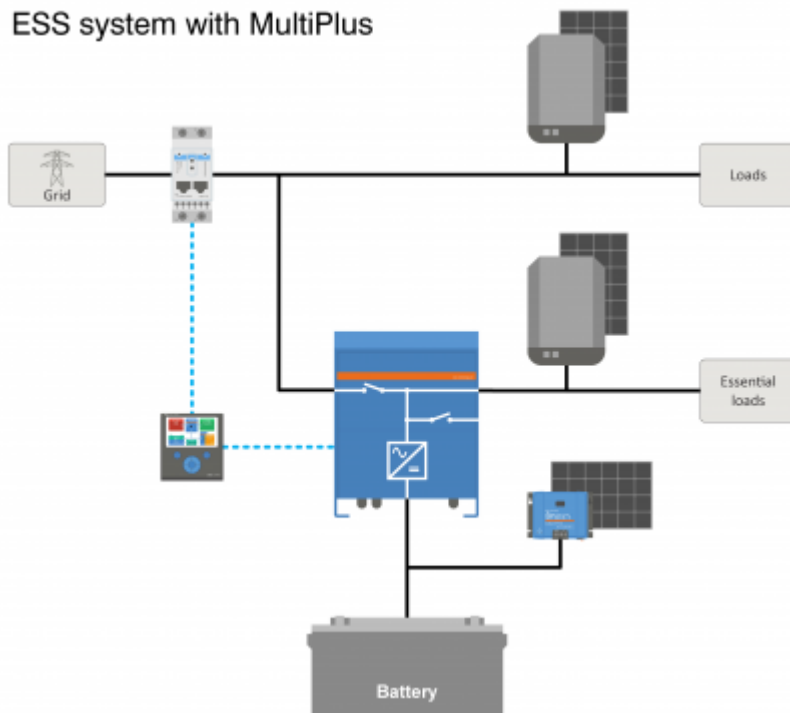 ESS system with MultiPlus
Grid
Loads
Essential
loads
Battery